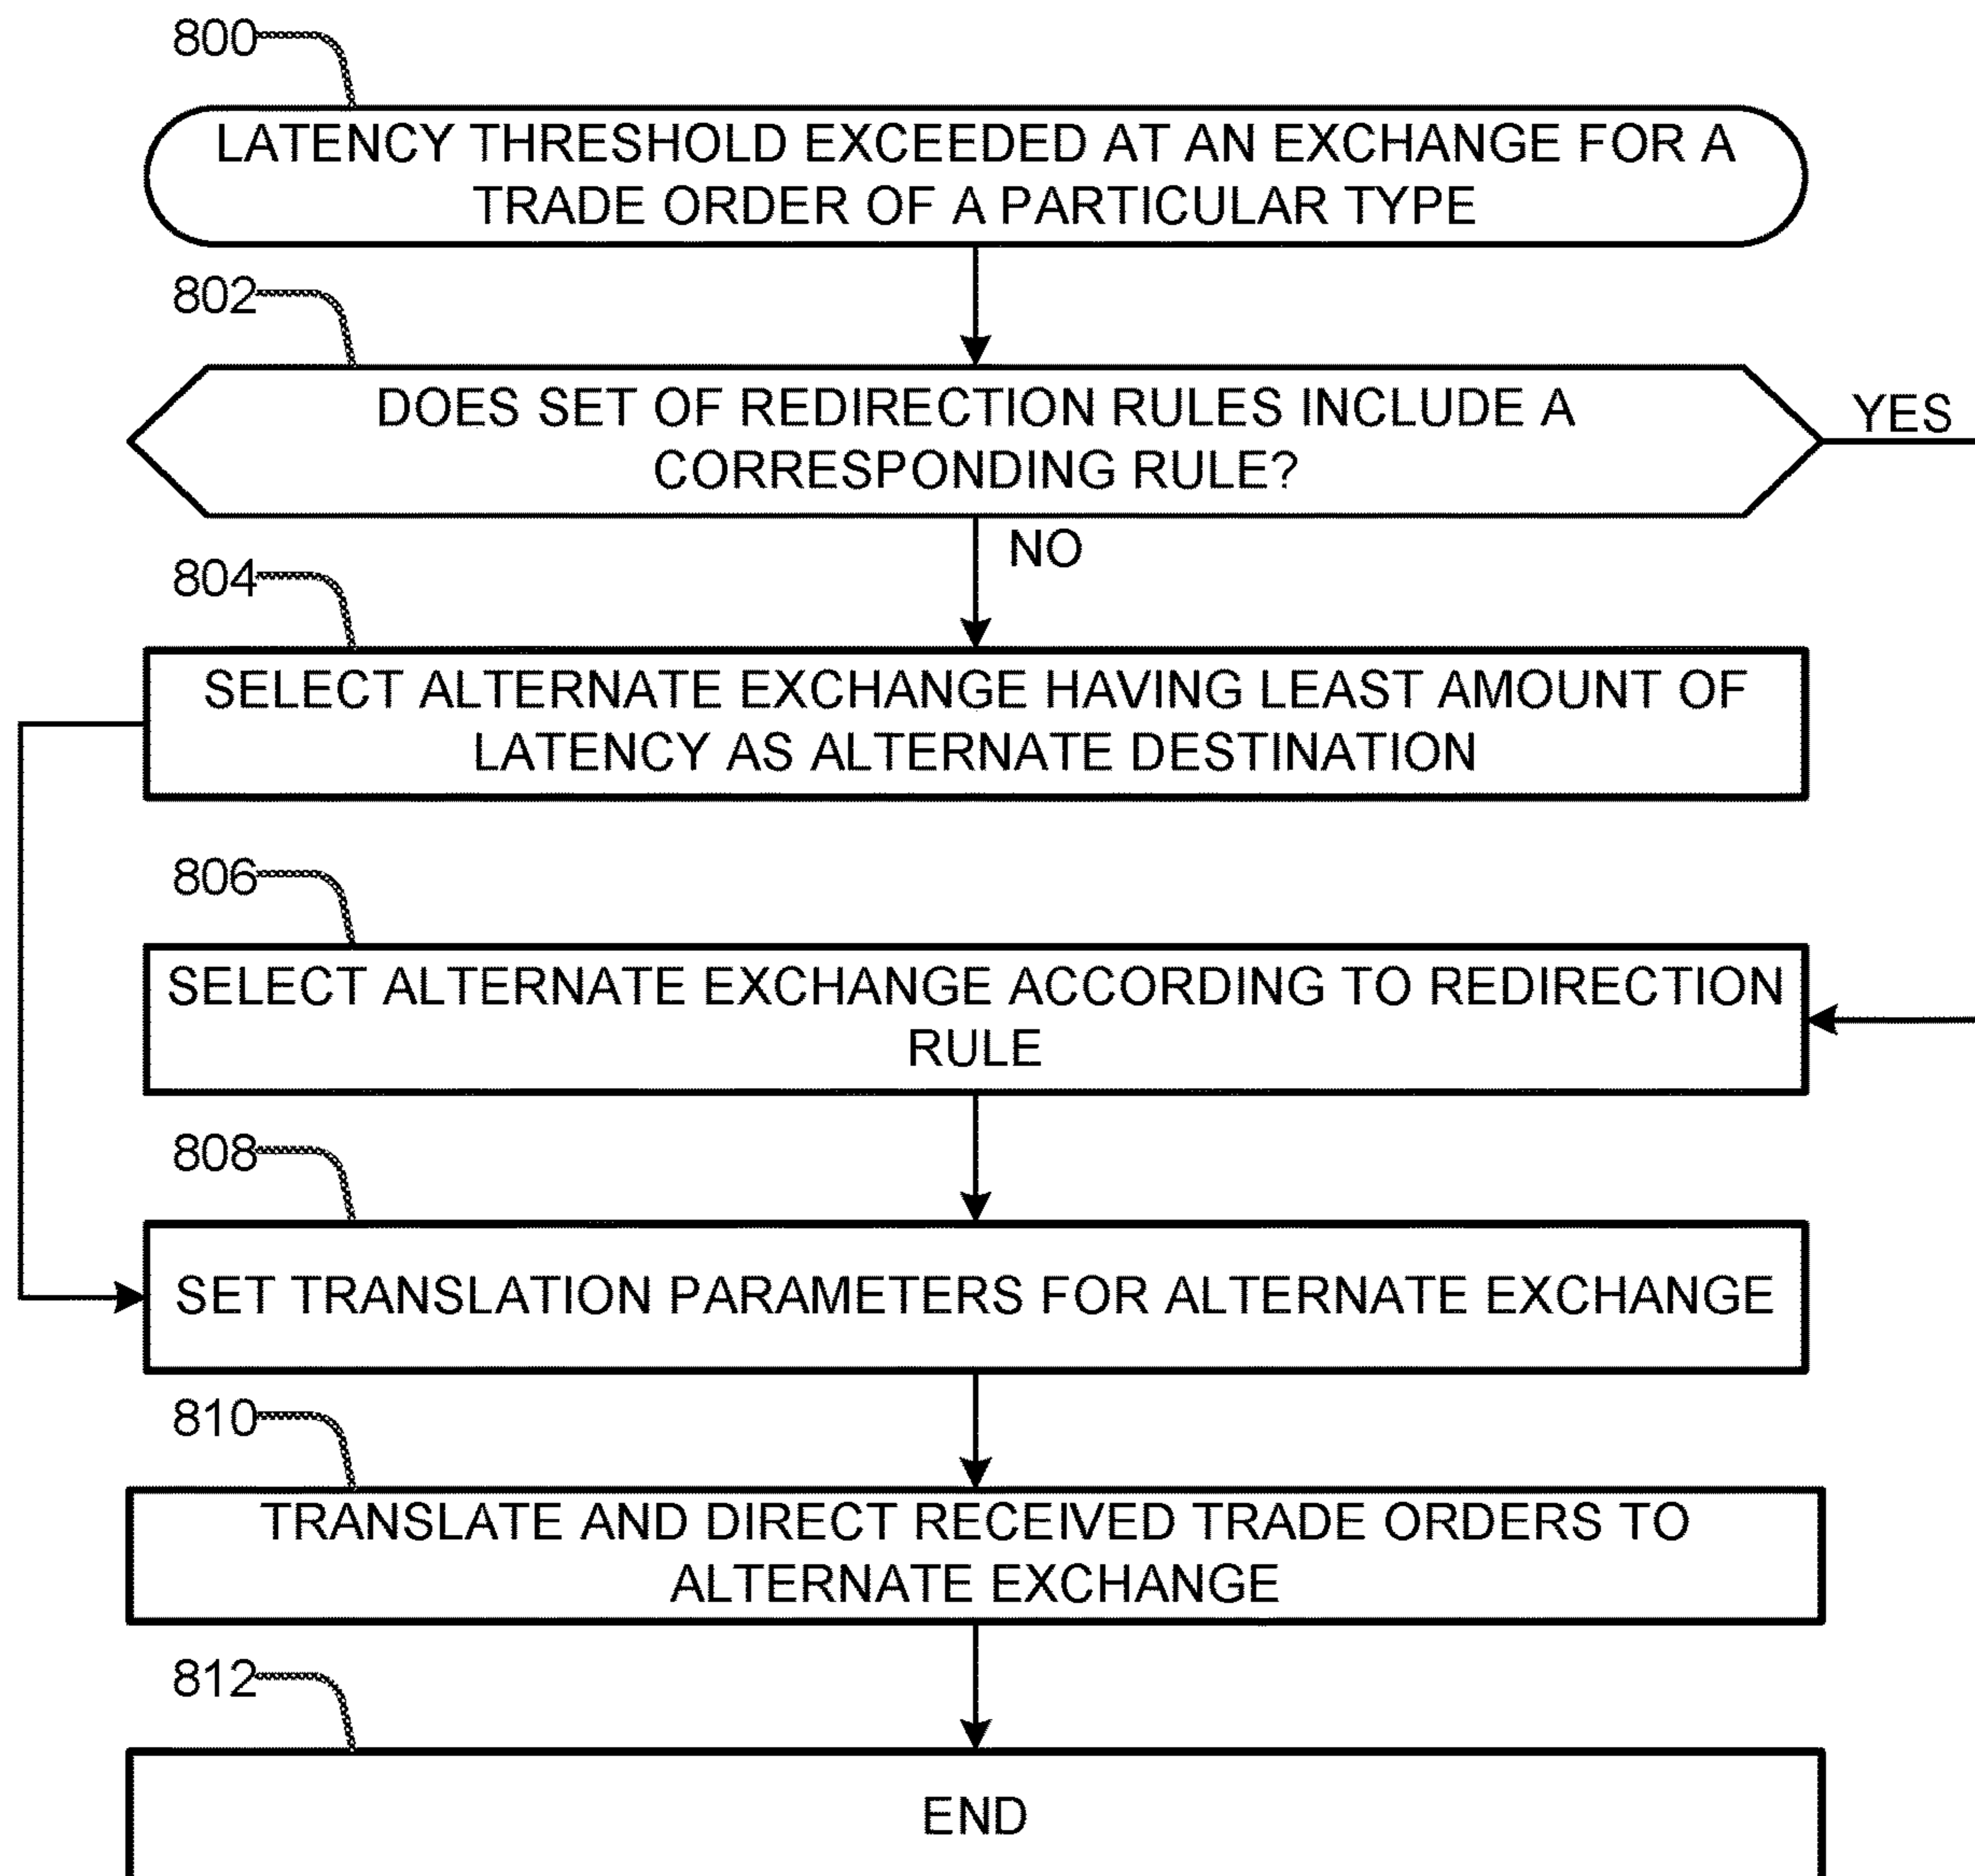 800
LATENCY THRESHOLD EXCEEDED AT AN EXCHANGE FOR A
TRADE ORDER OF A PARTICULAR TYPE
802
DOES SET OF REDIRECTION RULES INCLUDE A
CORRESPONDING RULE?
YES
NO
804
SELECT ALTERNATE EXCHANGE HAVING LEAST AMOUNT OF
LATENCY AS ALTERNATE DESTINATION
806
SELECT ALTERNATE EXCHANGE ACCORDING TO REDIRECTION
RULE
808
SET TRANSLATION PARAMETERS FOR ALTERNATE EXCHANGE
810
TRANSLATE AND DIRECT RECEIVED TRADE ORDERS TO
ALTERNATE EXCHANGE
812
END